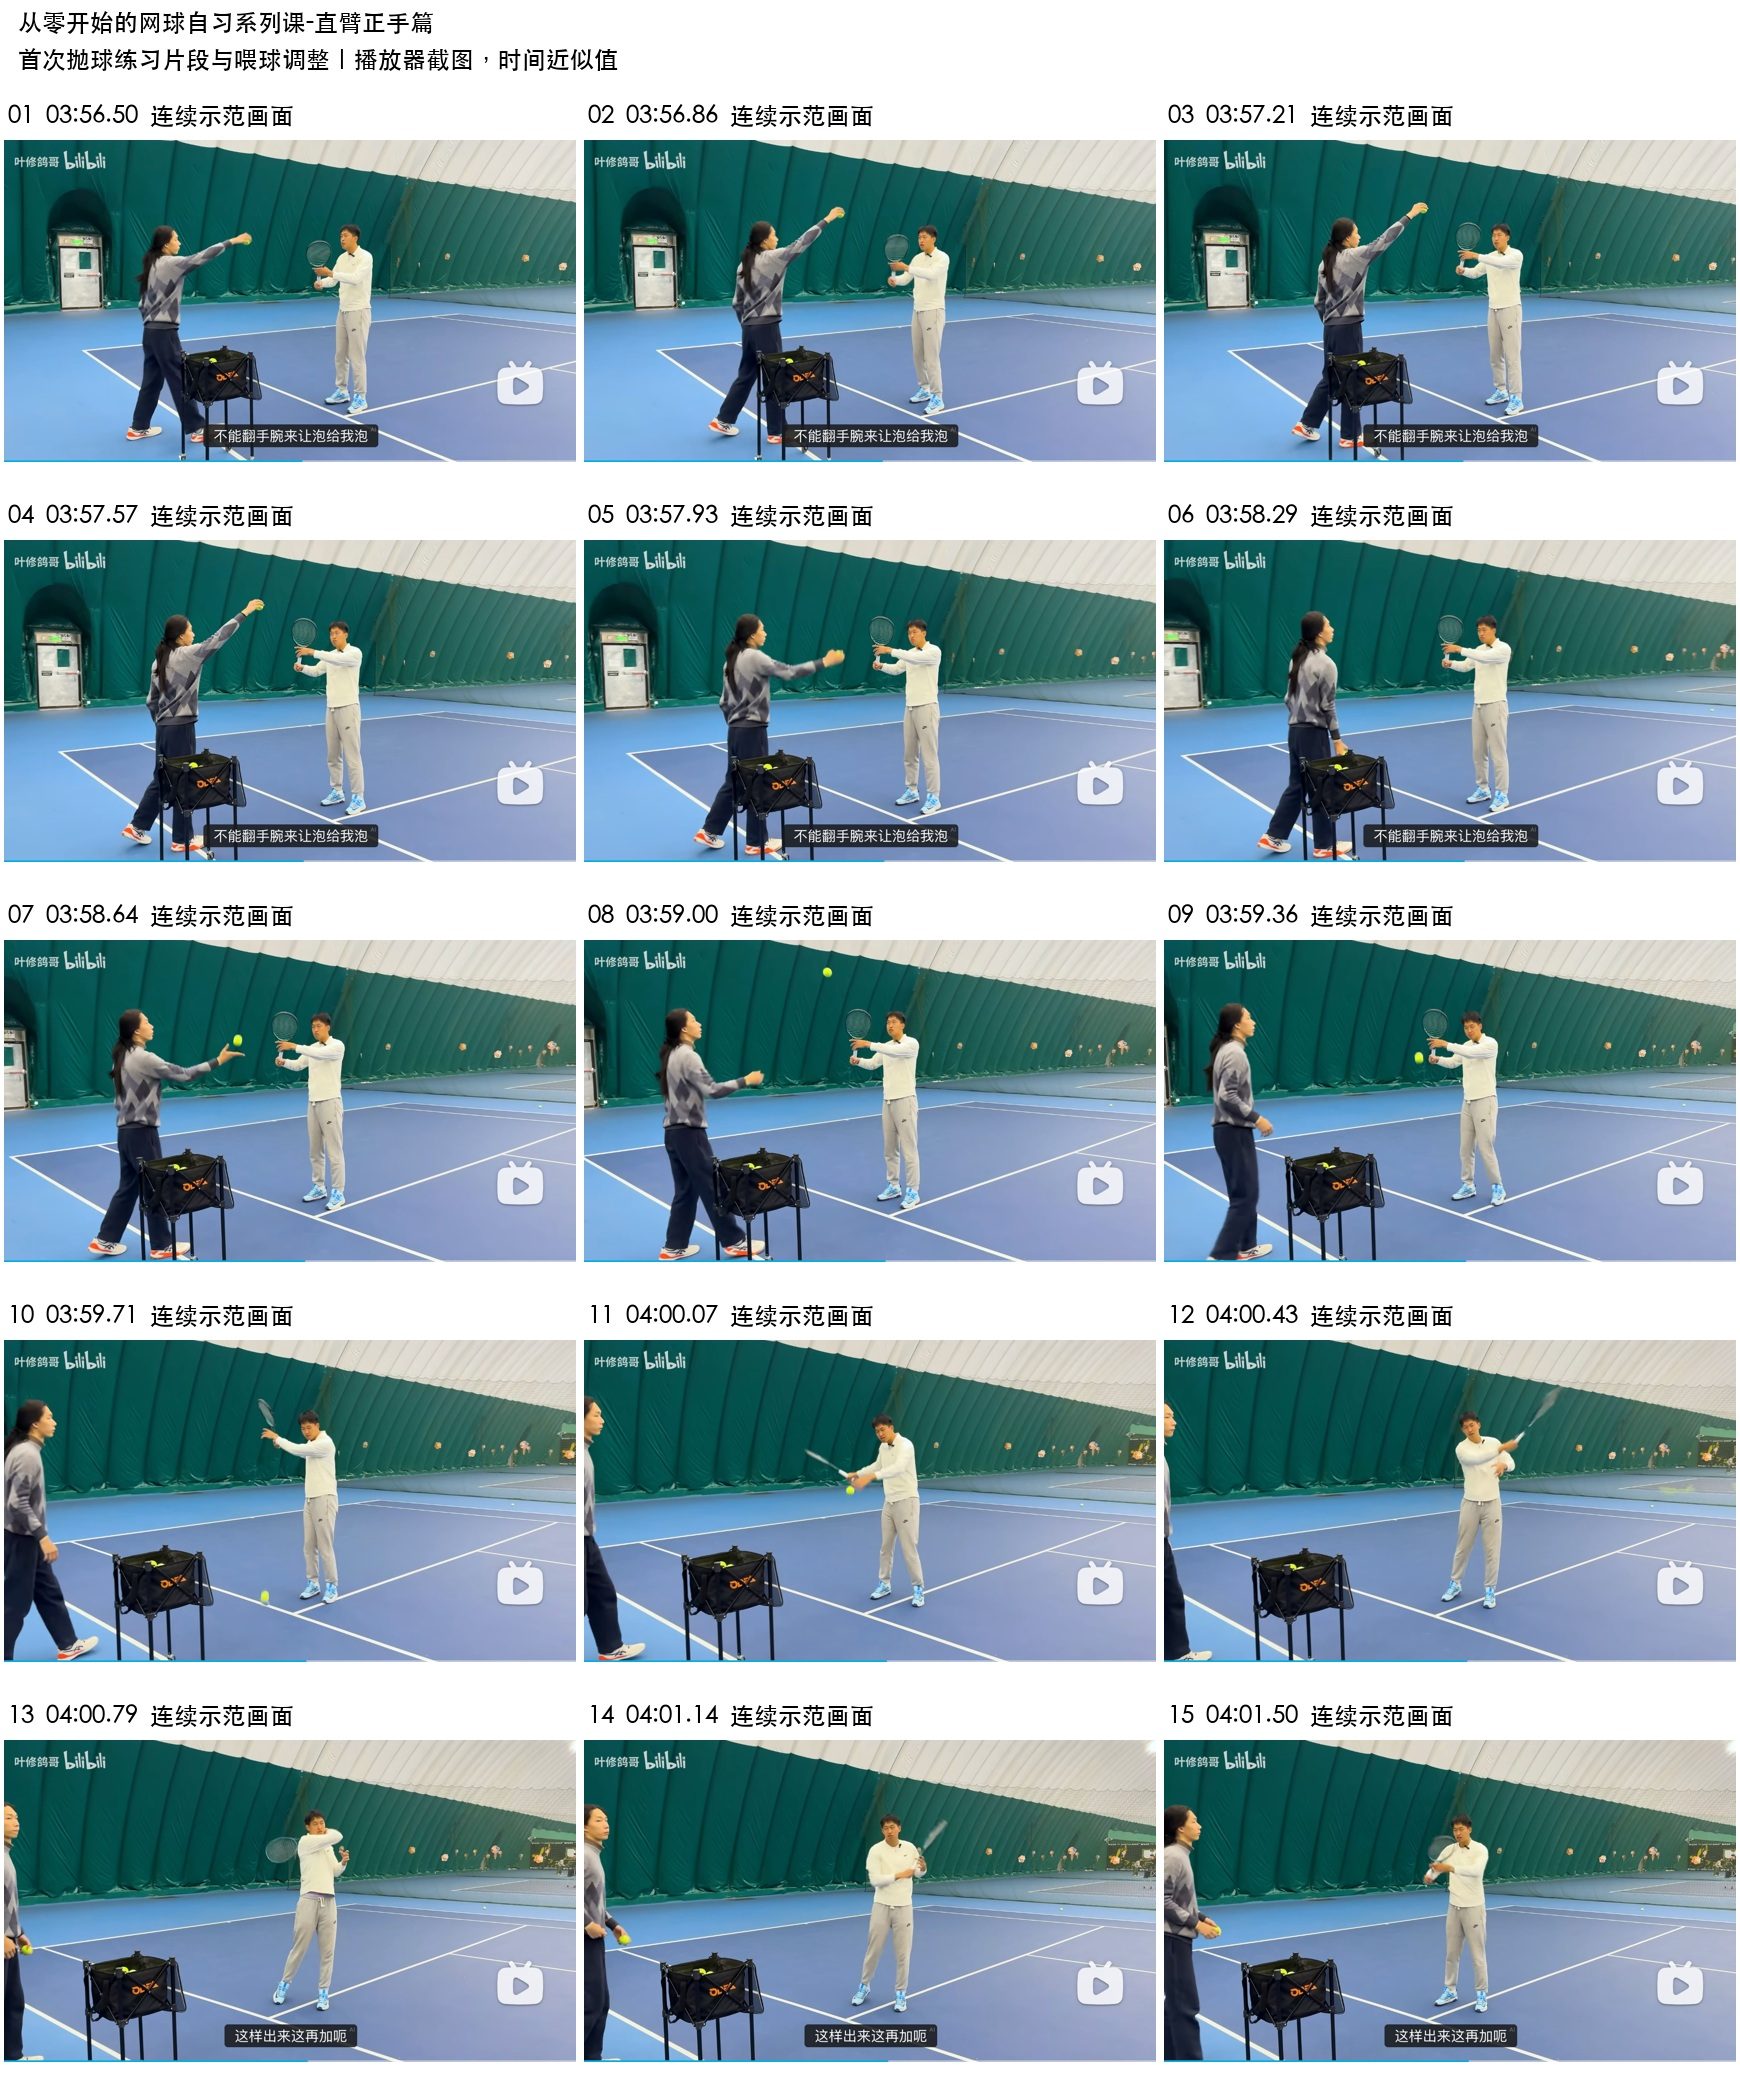 从零开始的网球自习系列课-直臂正手篇
首次抛球练习片段与喂球调整｜播放器截图，时间近似值
01 03:56.50 连续示范画面
02 03:56.86 连续示范画面
03 03:57.21 连续示范画面
叶修鸽哥 bilibili
叶修鸽哥 bilibili
叶修鸽哥 bilibili
不能翻手腕来让泡给我泡
不能翻手腕来让泡给我泡
不能翻手腕来让泡给我泡
04 03:57.57 连续示范画面
05 03:57.93 连续示范画面
06 03:58.29 连续示范画面
叶修鸽哥 bilibili
叶修鸽哥 bilibili
叶修鸽哥 bilibili
不能翻手腕来让泡给我泡
不能翻手腕来让泡给我泡
不能翻手腕来让泡给我泡
07 03:58.64 连续示范画面
08 03:59.00 连续示范画面
09 03:59.36 连续示范画面
叶修鸽哥 bilibili
叶修鸽哥 bilibili
叶修鸽哥 bilibili
10 03:59.71 连续示范画面
11 04:00.07 连续示范画面
12 04:00.43 连续示范画面
叶修鸽哥 bilibili
叶修鸽哥 bilibili
叶修鸽哥 bilibili
13 04:00.79 连续示范画面
14 04:01.14 连续示范画面
15 04:01.50 连续示范画面
叶修鸽哥 bilibili
叶修鸽哥 bilibili
叶修鸽哥 bilibili
这样出来这再加呃
这样出来这再加呃
这样出来这再加呃